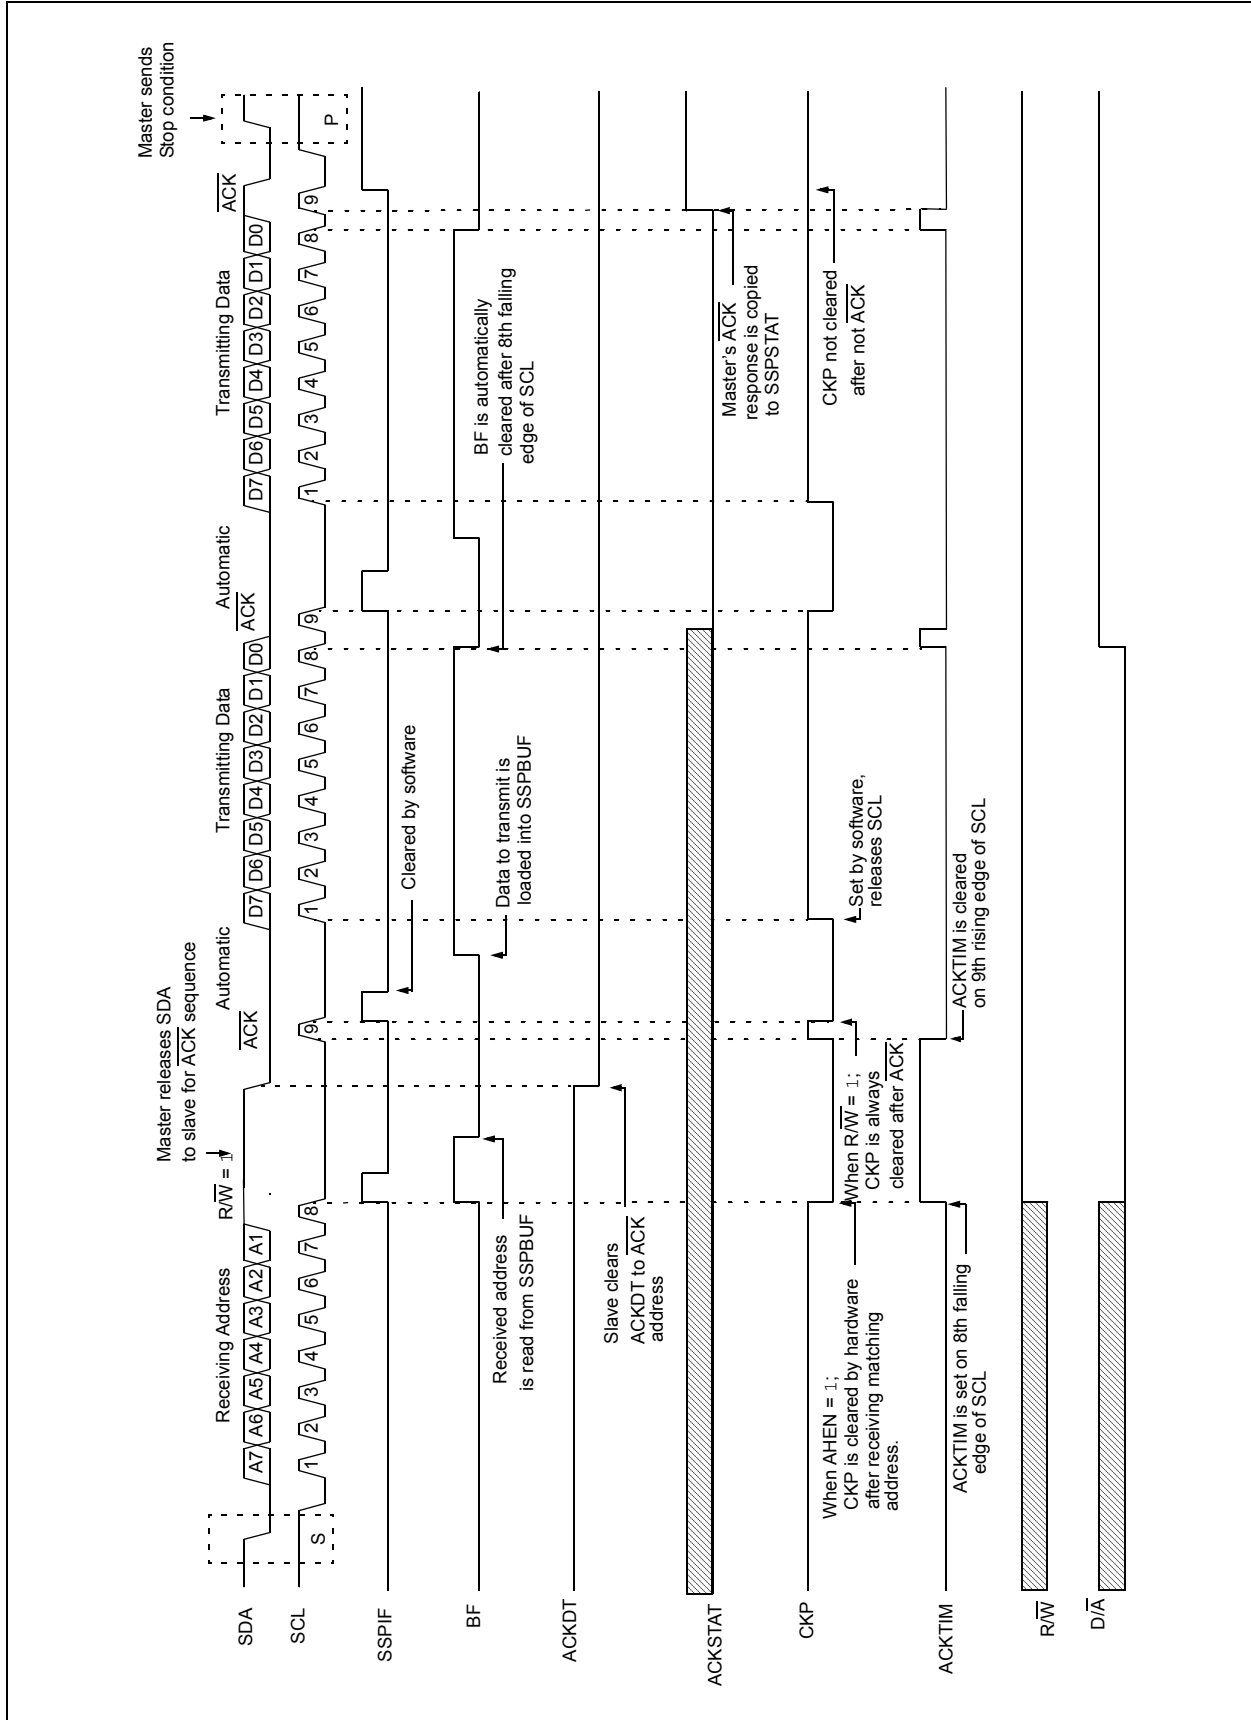 Master sends
Stop condition
Master releases SDA
to slave for ACK sequence
Receiving Address
R/W = 1
ACK
Automatic
Transmitting Data
ACK
Automatic
Transmitting Data
ACK
SDA
A7 A6 A5 A4 A3 A2 A1
D7 D6 D5 D4 D3 D2 D1 D0
D7 D6 D5 D4 D3 D2 D1 D0
SCL
S
1 2 3 4 5 6 7 8 9
1 2 3 4 5 6 7 8 9
1 2 3 4 5 6 7 8 9
P
SSPIF
Cleared by software
BF
Received address
is read from SSPBUF
Data to transmit is
loaded into SSPBUF
BF is automatically
cleared after 8th falling
edge of SCL
ACKDT
Slave clears
ACKDT to ACK
address
ACKSTAT
Master's ACK
response is copied
to SSPSTAT
CKP
When AHEN = 1;
CKP is cleared by hardware
after receiving matching
address.
When R/W = 1;
CKP is always
cleared after ACK
Set by software,
releases SCL
CKP not cleared
after not ACK
ACKTIM
ACKTIM is set on 8th falling
edge of SCL
ACKTIM is cleared
on 9th rising edge of SCL
R/W
D/A